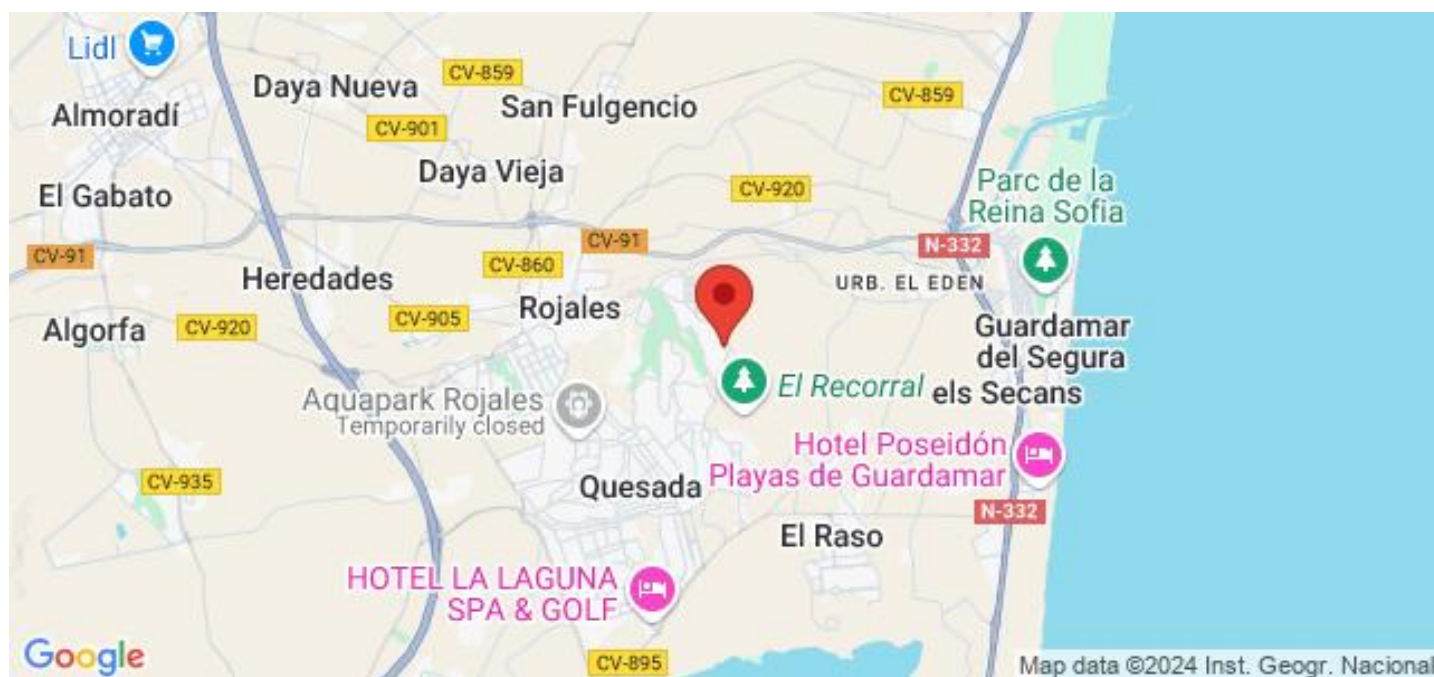 Lidl
Daya Nueva
CV-859
San Fulgencio
CV-859
Almoradí
CV-901
Daya Vieja
El Gabato
CV-920
Parc de la
Reina Sofia
CV-91
CV-91
N-332
CV-860
Heredades
URB. EL EDEN
Rojales
Algorfa
CV-920
CV-905
Guardamar
del Segura
El Recorral
els Secans
Aquapark Rojales
Temporarily closed
Hotel Poseidón
Playas de Guardamar
CV-935
Quesada
N-332
El Raso
HOTEL LA LAGUNA
SPA & GOLF
Google
CV-895
Map data ©2024 Inst. Geogr. Nacional